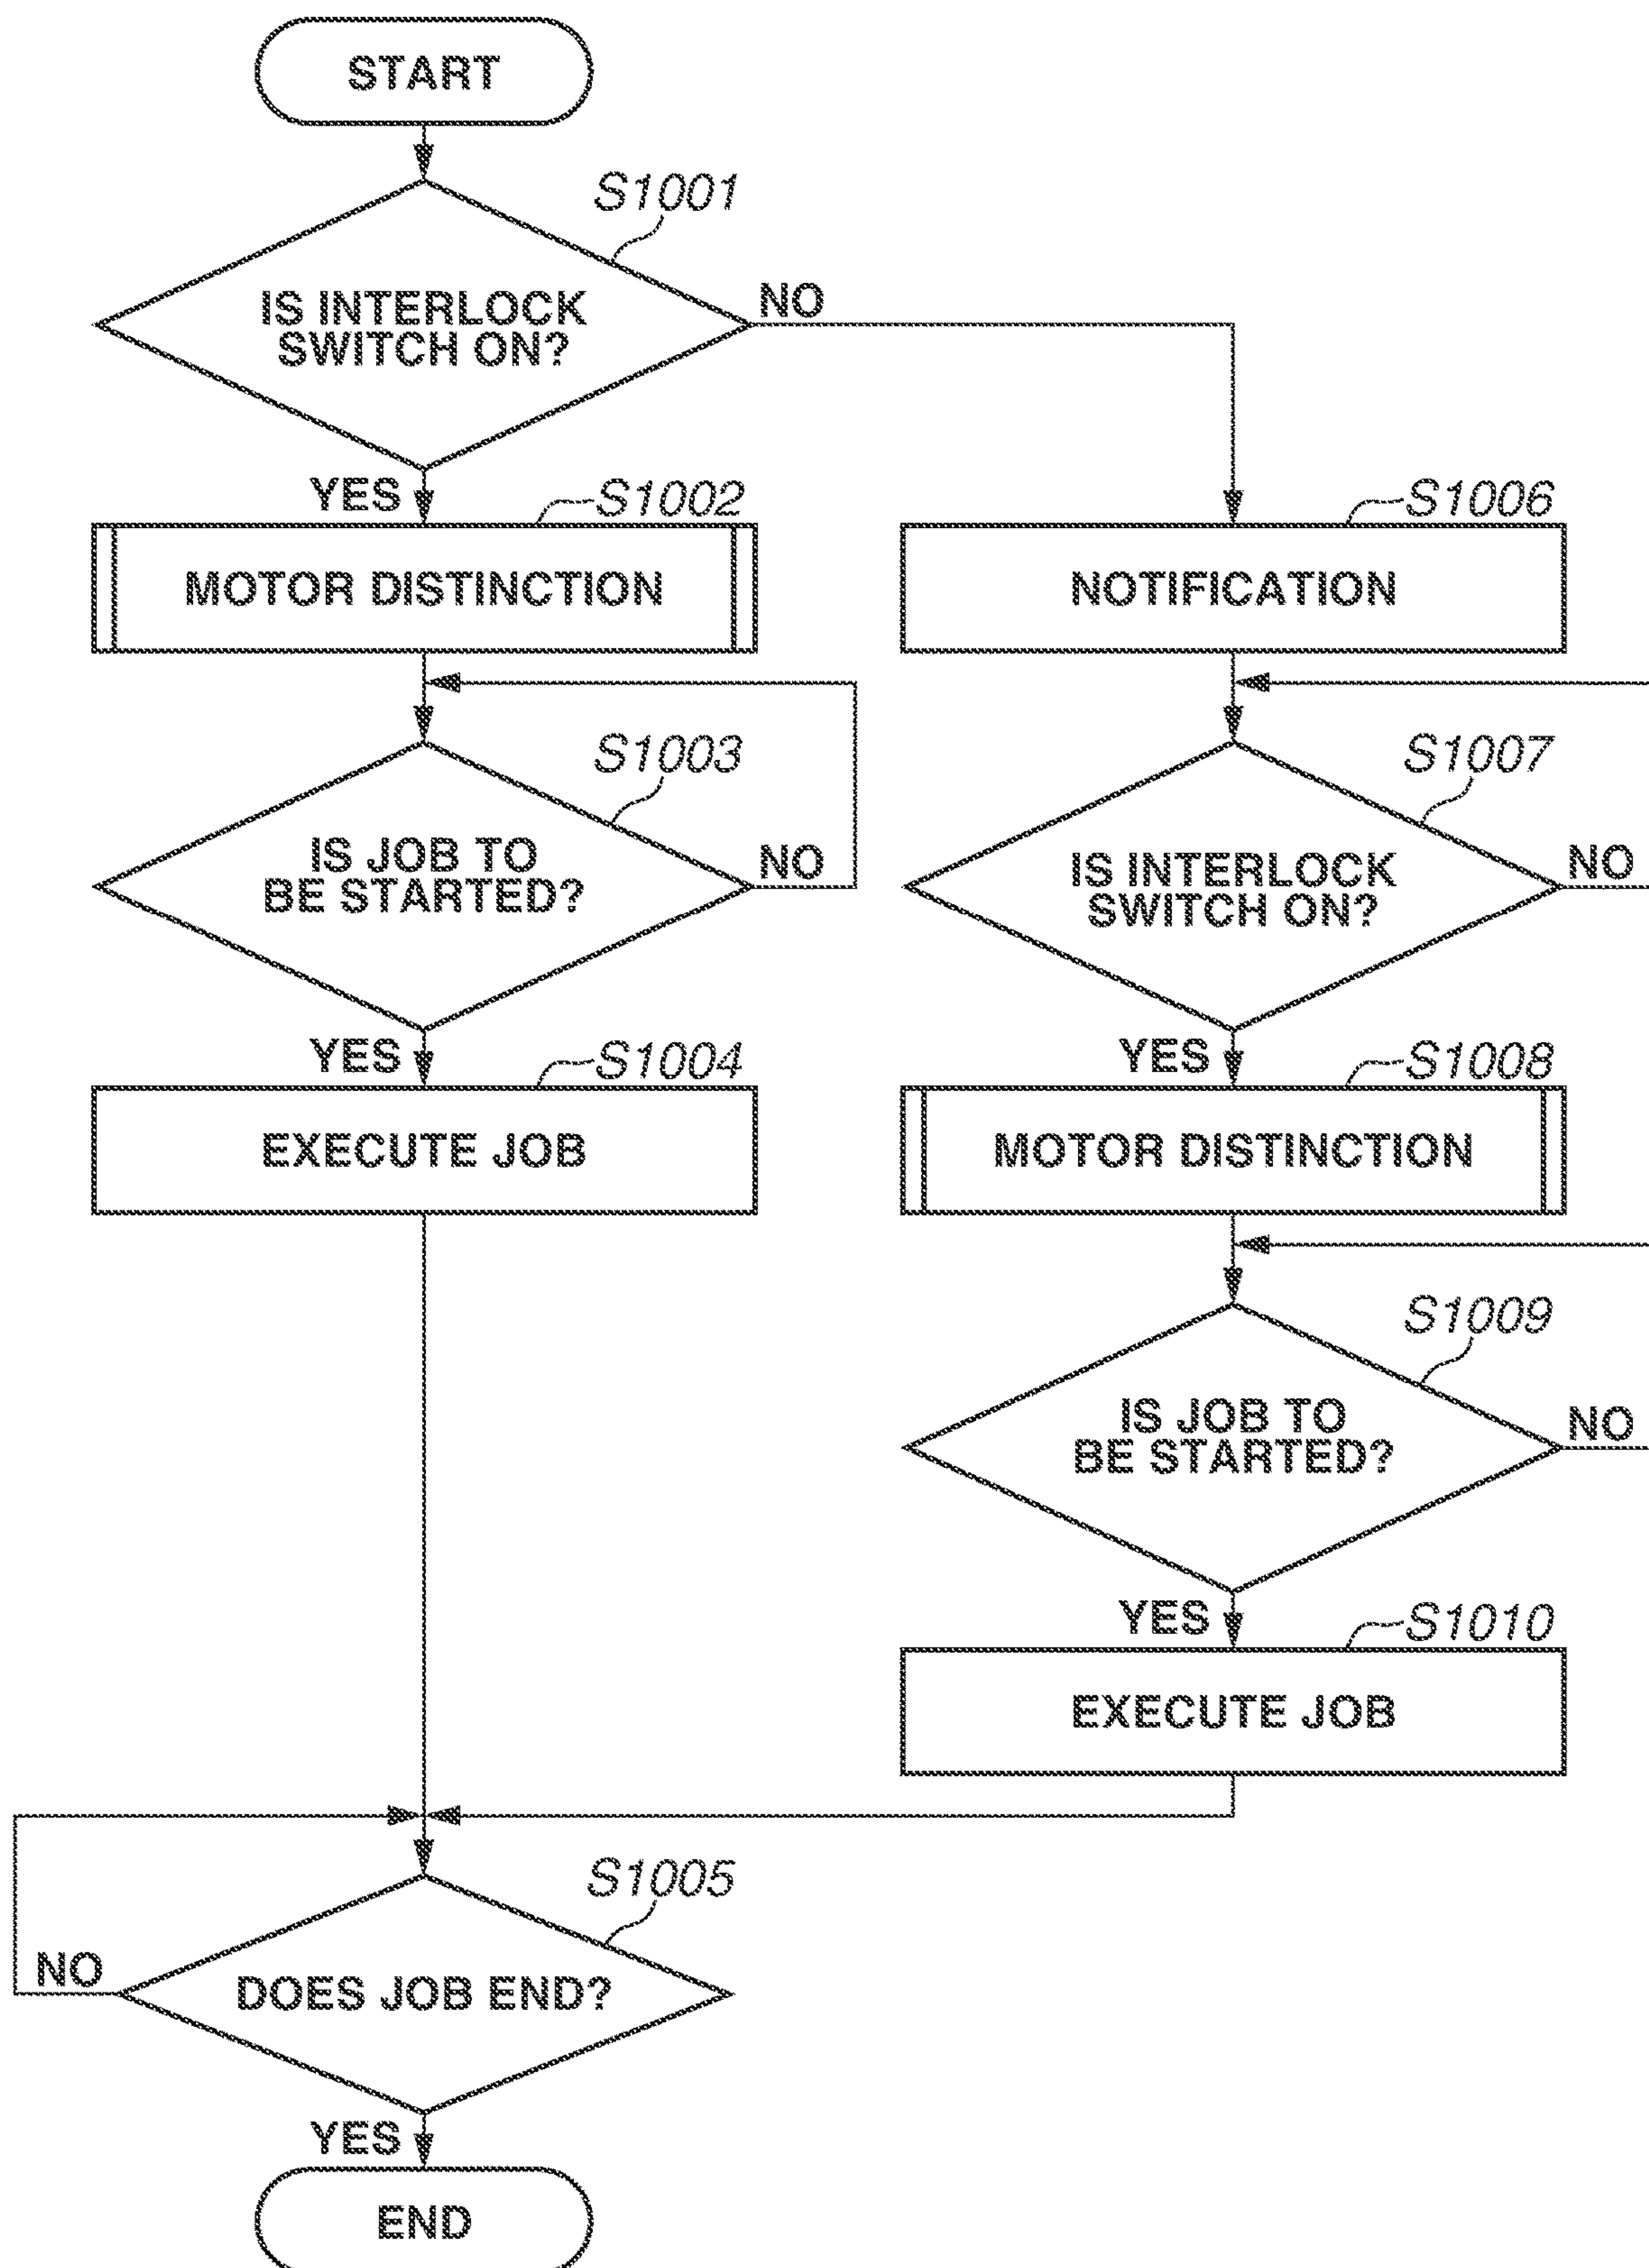 START
S1001
IS INTERLOCK
SWITCH ON?
NO
YES
S1002
MOTOR DISTINCTION
S1003
IS JOB TO
BE STARTED?
NO
YES
S1004
EXECUTE JOB
S1006
NOTIFICATION
S1007
IS INTERLOCK
SWITCH ON?
NO
YES
S1008
MOTOR DISTINCTION
S1009
IS JOB TO
BE STARTED?
NO
YES
S1010
EXECUTE JOB
S1005
DOES JOB END?
NO
YES
END